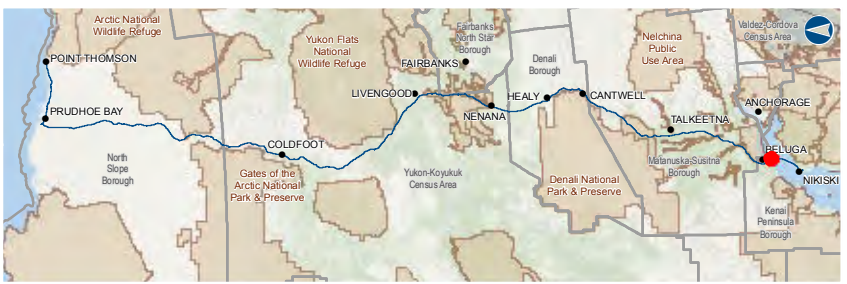 Arctic National
Wildlife Refuge
POINT THOMSON
PRUDHOE BAY
North
Slope
Borough
COLDFOOT
Gates of the
Arctic National
Park & Preserve
Yukon Flats
National
Wildlife Refuge
LIVENGOOD
Fairbanks
North Star
Borough
FAIRBANKS
NENANA
Yukon-Koyukuk
Census Area
Denali
Borough
HEALY
CANTWELL
Denali National
Park & Preserve
Nelchina
Public
Use Area
TALKEETNA
Matanuska-Susitna
Borough
Valdez-Cordova
Census Area
ANCHORAGE
BELUGA
NIKISKI
Kenai
Peninsula
Borough